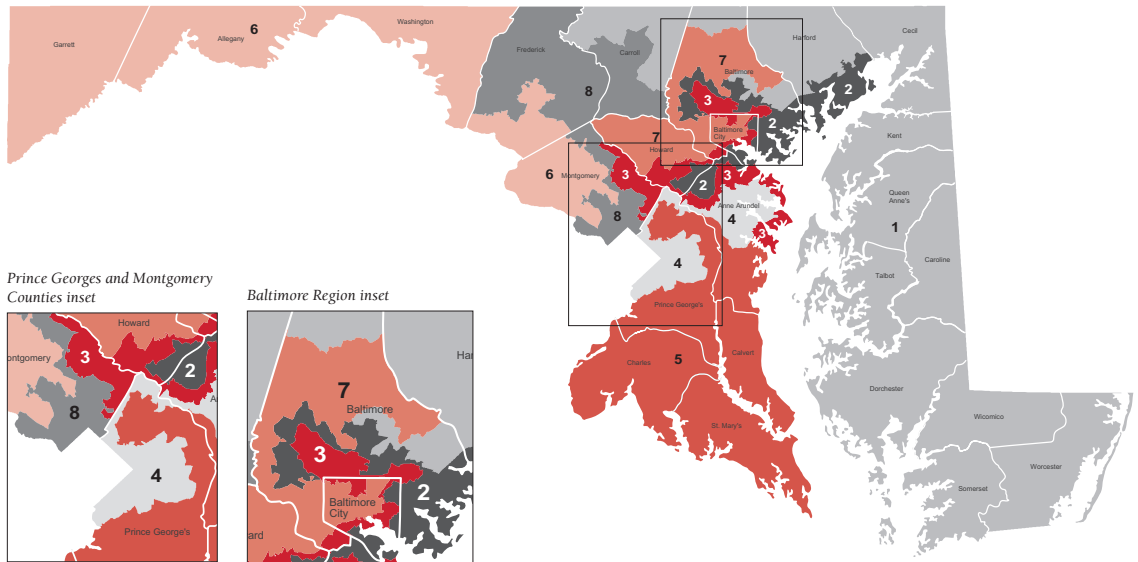 Garrett
Allegany
6
Washington
Frederick
Carroll
8
7
Baltimore
Harford
Cecil
2
3
2
Baltimore
City
Kent
7
Howard
6
Montgomery
3
2
3
8
Anne Arundel
4
3
Queen
Anne's
1
Caroline
Talbot
4
Prince George's
Charles
5
Calvert
St. Mary's
Dorchester
Wicomico
Worcester
Somerset
Prince Georges and Montgomery
Counties inset
Howard
ontgomery
3
2
A
8
4
Prince George's
Baltimore Region inset
Har
7
Baltimore
3
2
Baltimore
City
ard